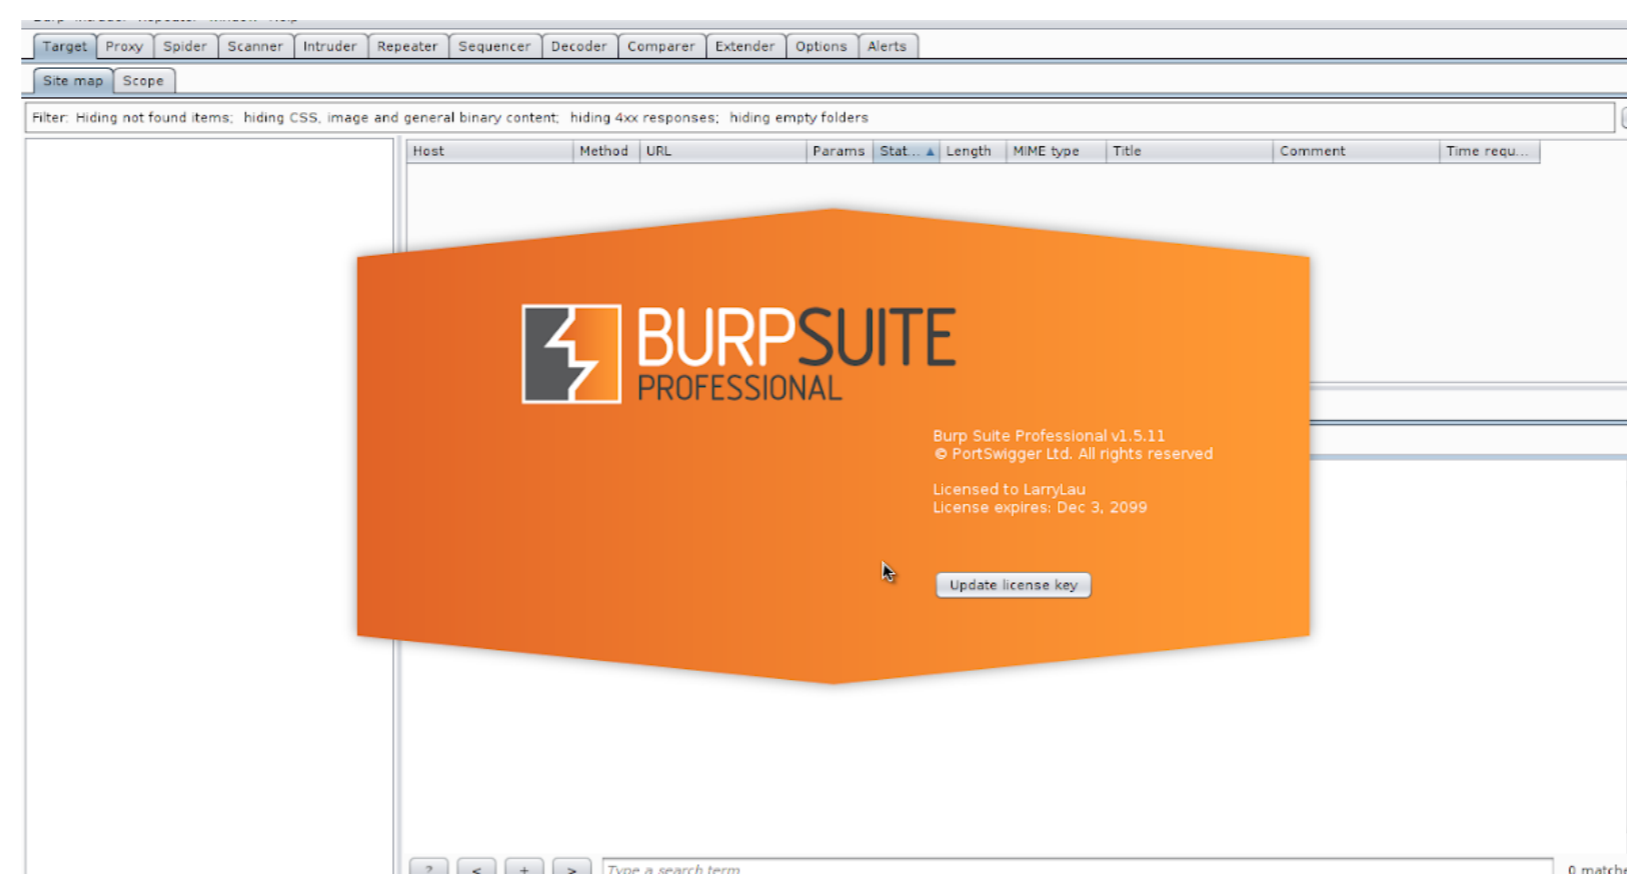 Target Proxy Spider Scanner Intruder Repeater Sequencer Decoder Comparer Extender Options Alerts
Site map Scope
Filter: Hiding not found items; hiding CSS, image and general binary content; hiding 4xx responses; hiding empty folders
Host Method URL Params Stat... ▲ Length MIME type Title Comment Time requ...
BURPSUITE
PROFESSIONAL
Burp Suite Professional v1.5.11
© PortSwigger Ltd. All rights reserved
Licensed to LarryLau
License expires: Dec 3, 2099
Update license key
? < + > Type a search term 0 matche